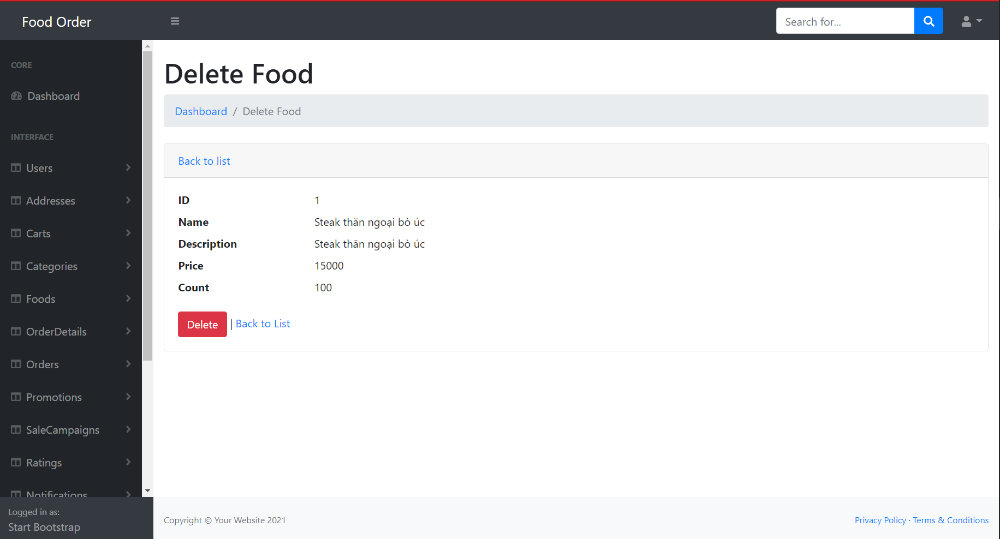 Food Order
Search for...
CORE
Dashboard
INTERFACE
Users
Addresses
Carts
Categories
Foods
OrderDetails
Orders
Promotions
SaleCampaigns
Ratings
Notifications
Logged in as:
Start Bootstrap
Delete Food
Dashboard / Delete Food
Back to list
ID 1
Name Steak thăn ngoại bò úc
Description Steak thăn ngoại bò úc
Price 15000
Count 100
Delete | Back to List
Copyright © Your Website 2021
Privacy Policy · Terms & Conditions